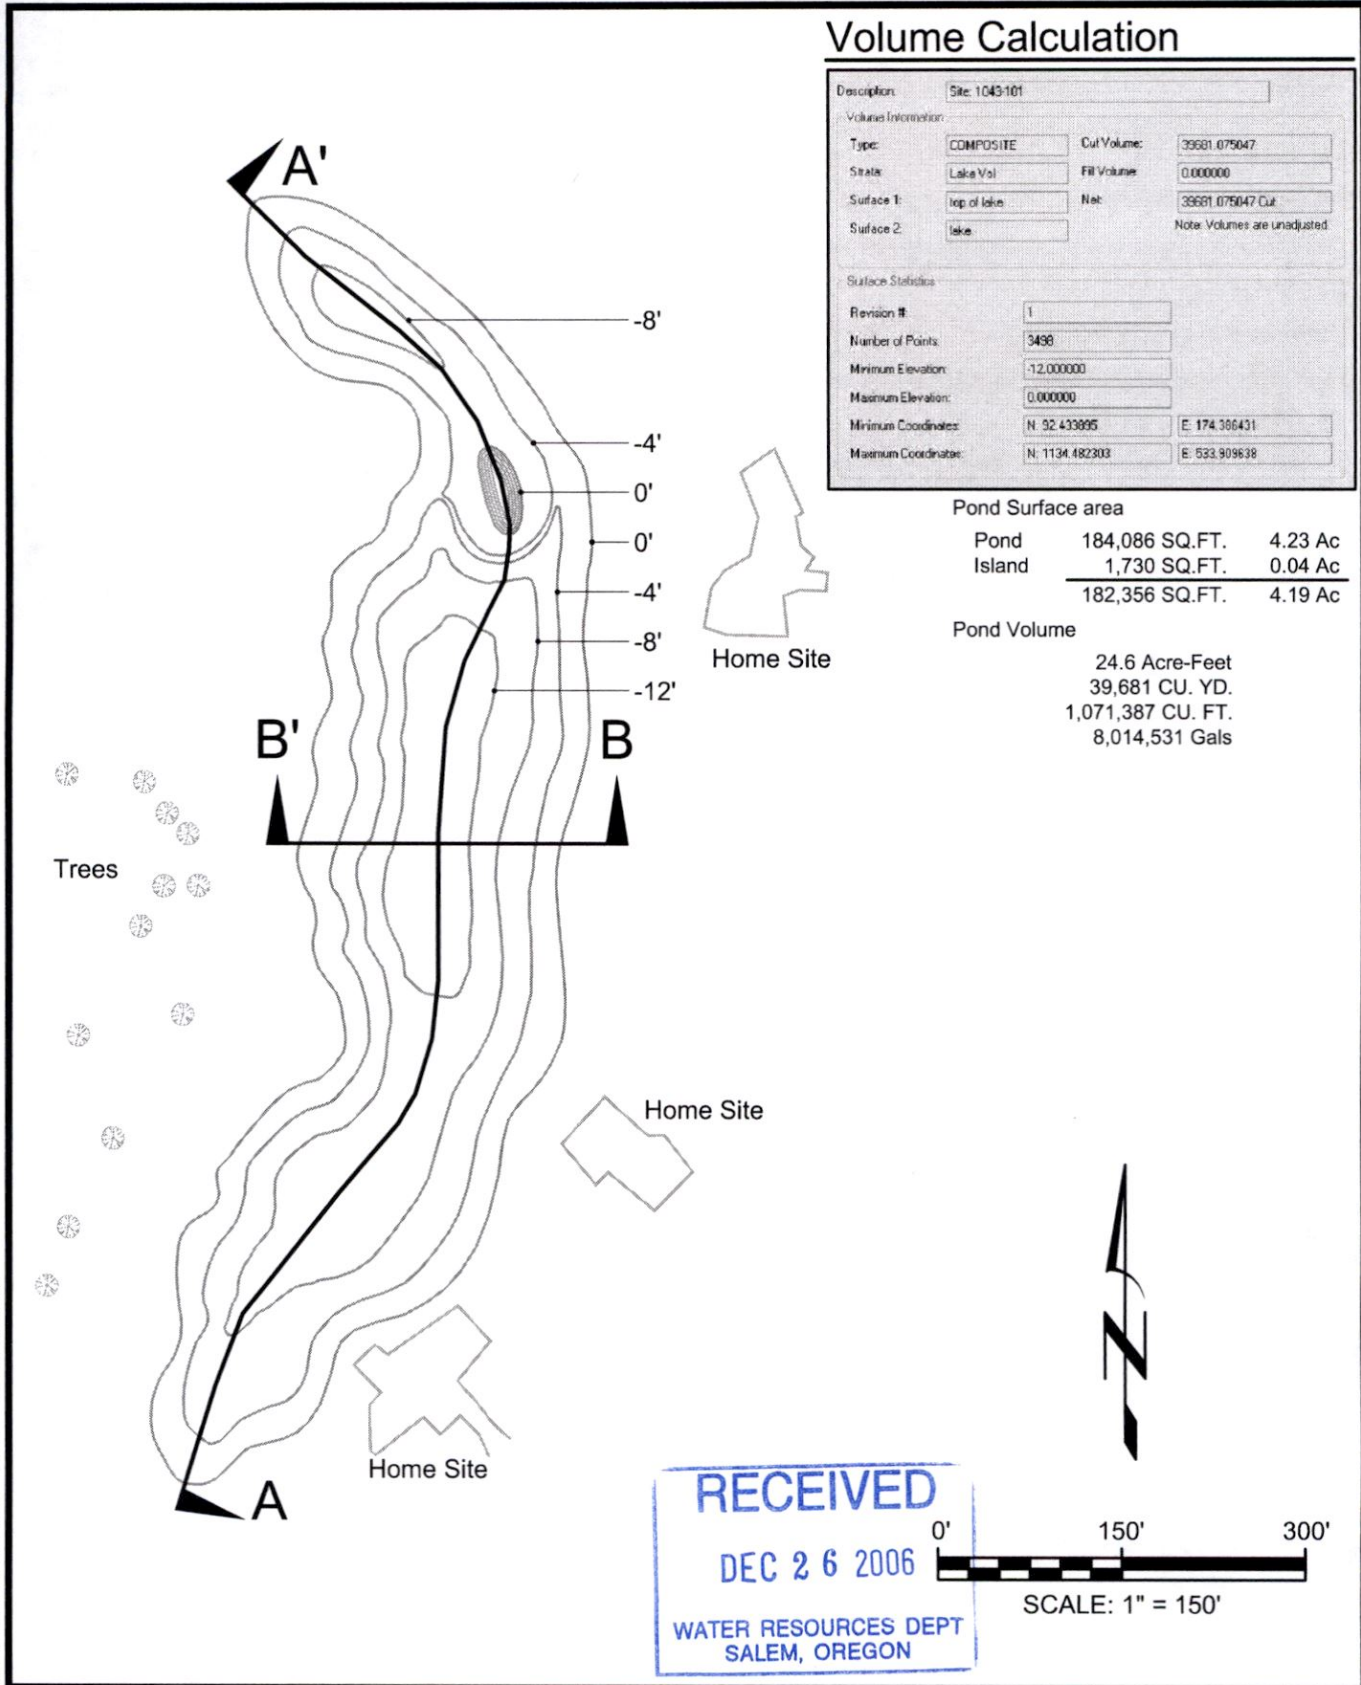 Volume Calculation
Description: Site: 1043-101
Volume Information
Type: COMPOSITE Cut Volume: 39681.075047
Strata: Lake Vol Fill Volume: 0.000000
Surface 1: top of lake Net: 39681.075047 Cut
Surface 2: lake Note: Volumes are unadjusted.
Surface Statistics
Revision #: 1
Number of Points: 3498
Minimum Elevation: -12.000000
Maximum Elevation: 0.000000
Minimum Coordinates: N: 92.433895 E: 174.386431
Maximum Coordinates: N: 1134.482303 E: 533.909638
Pond Surface area
Pond 184,086 SQ.FT. 4.23 Ac
Island 1,730 SQ.FT. 0.04 Ac
182,356 SQ.FT. 4.19 Ac
Pond Volume
24.6 Acre-Feet
39,681 CU. YD.
1,071,387 CU. FT.
8,014,531 Gals
A'
-8'
-4'
0'
0'
-4'
-8'
-12'
Home Site
B' B
Trees
Home Site
Home Site
A
N
RECEIVED
DEC 26 2006
WATER RESOURCES DEPT
SALEM, OREGON
0' 150' 300'
SCALE: 1" = 150'